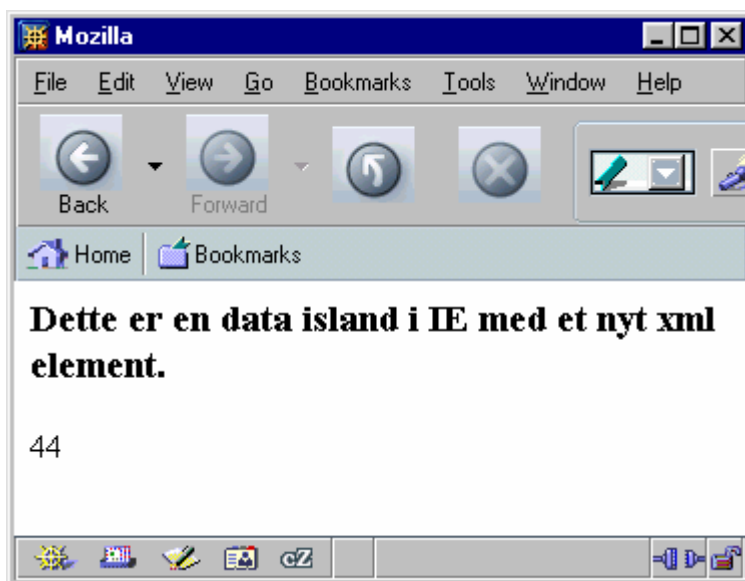 Mozilla
File Edit View Go Bookmarks Tools Window Help
Back Forward
Home Bookmarks
Dette er en data island i IE med et nyt xml
element.
44
cZ